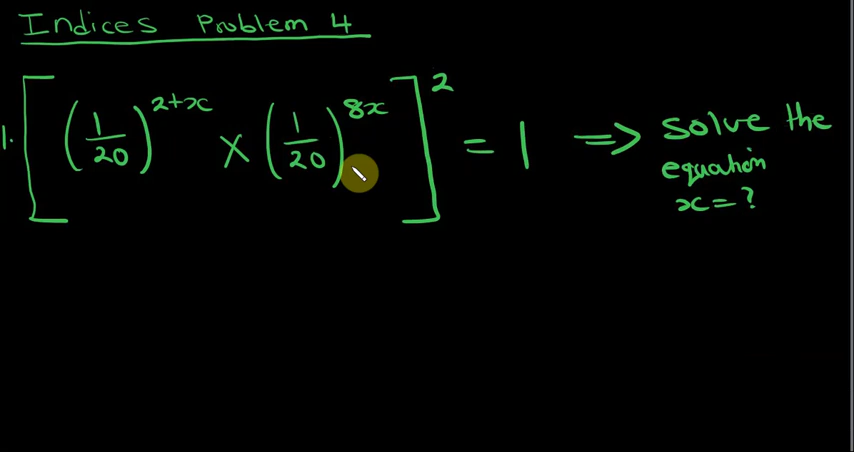 Indices Problem 4
1. [(1/20)^2+x × (1/20)^8x]^2 = 1 ⇒ solve the
equation
x = ?